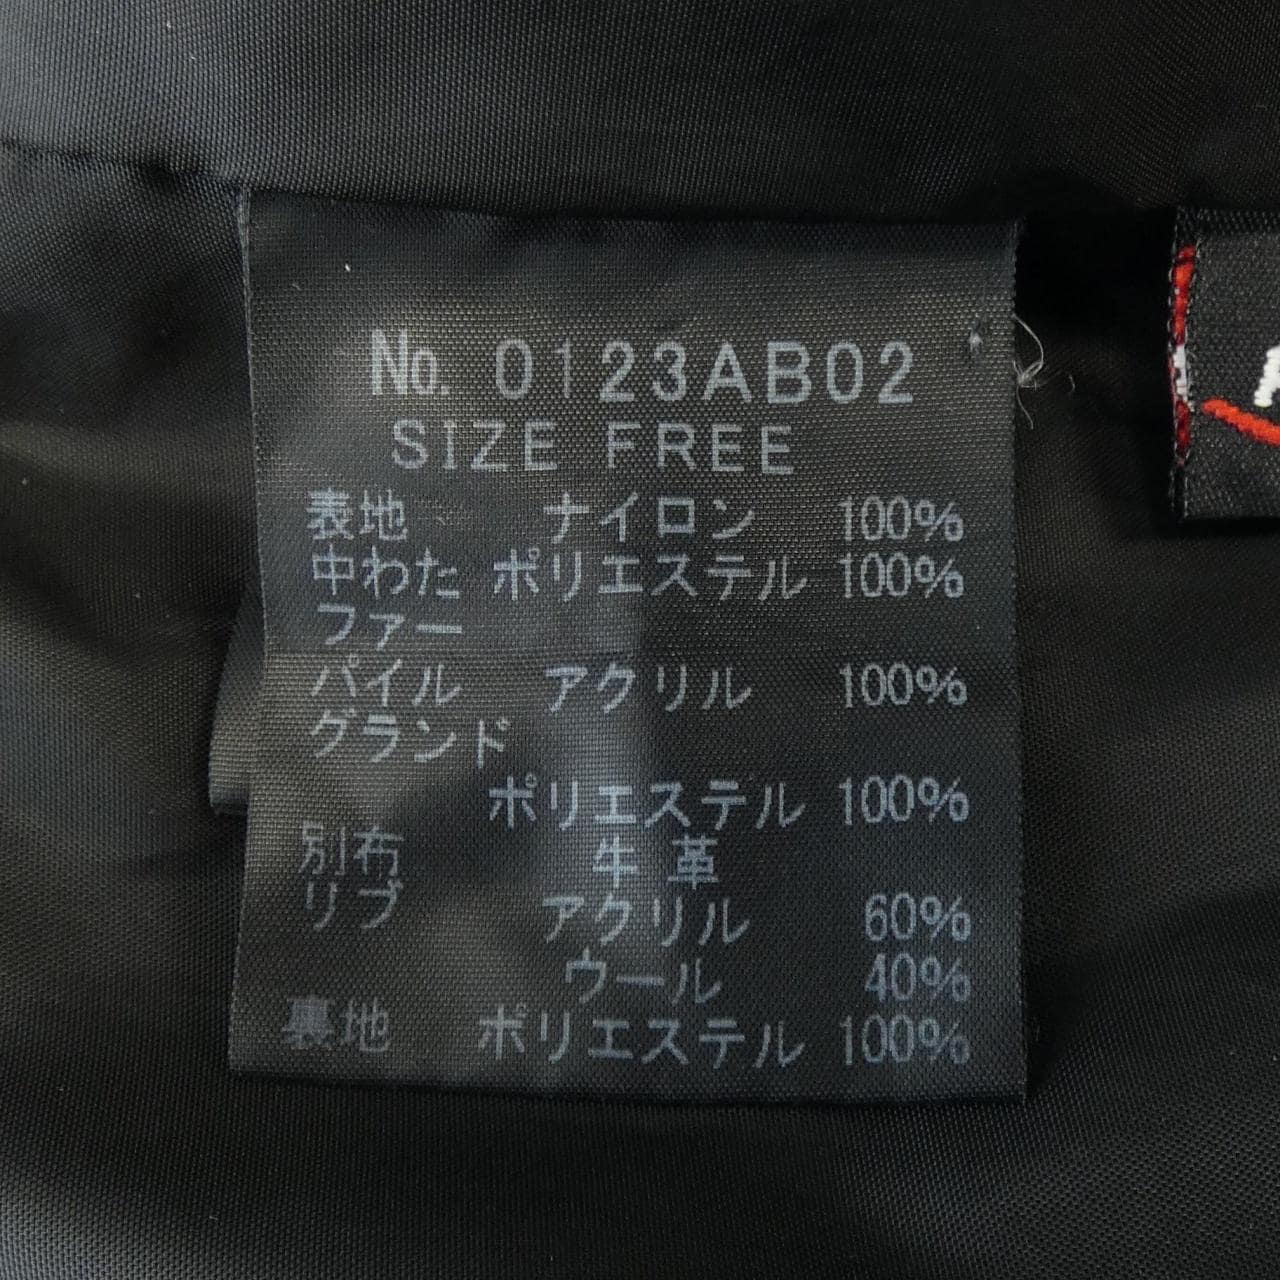 No. 0123AB02
SIZE FREE
表地 ナイロン 100%
中わた ポリエステル 100%
ファー
パイル アクリル 100%
グランド
ポリエステル 100%
別布 牛革
リブ アクリル 60%
ウール 40%
裏地 ポリエステル 100%